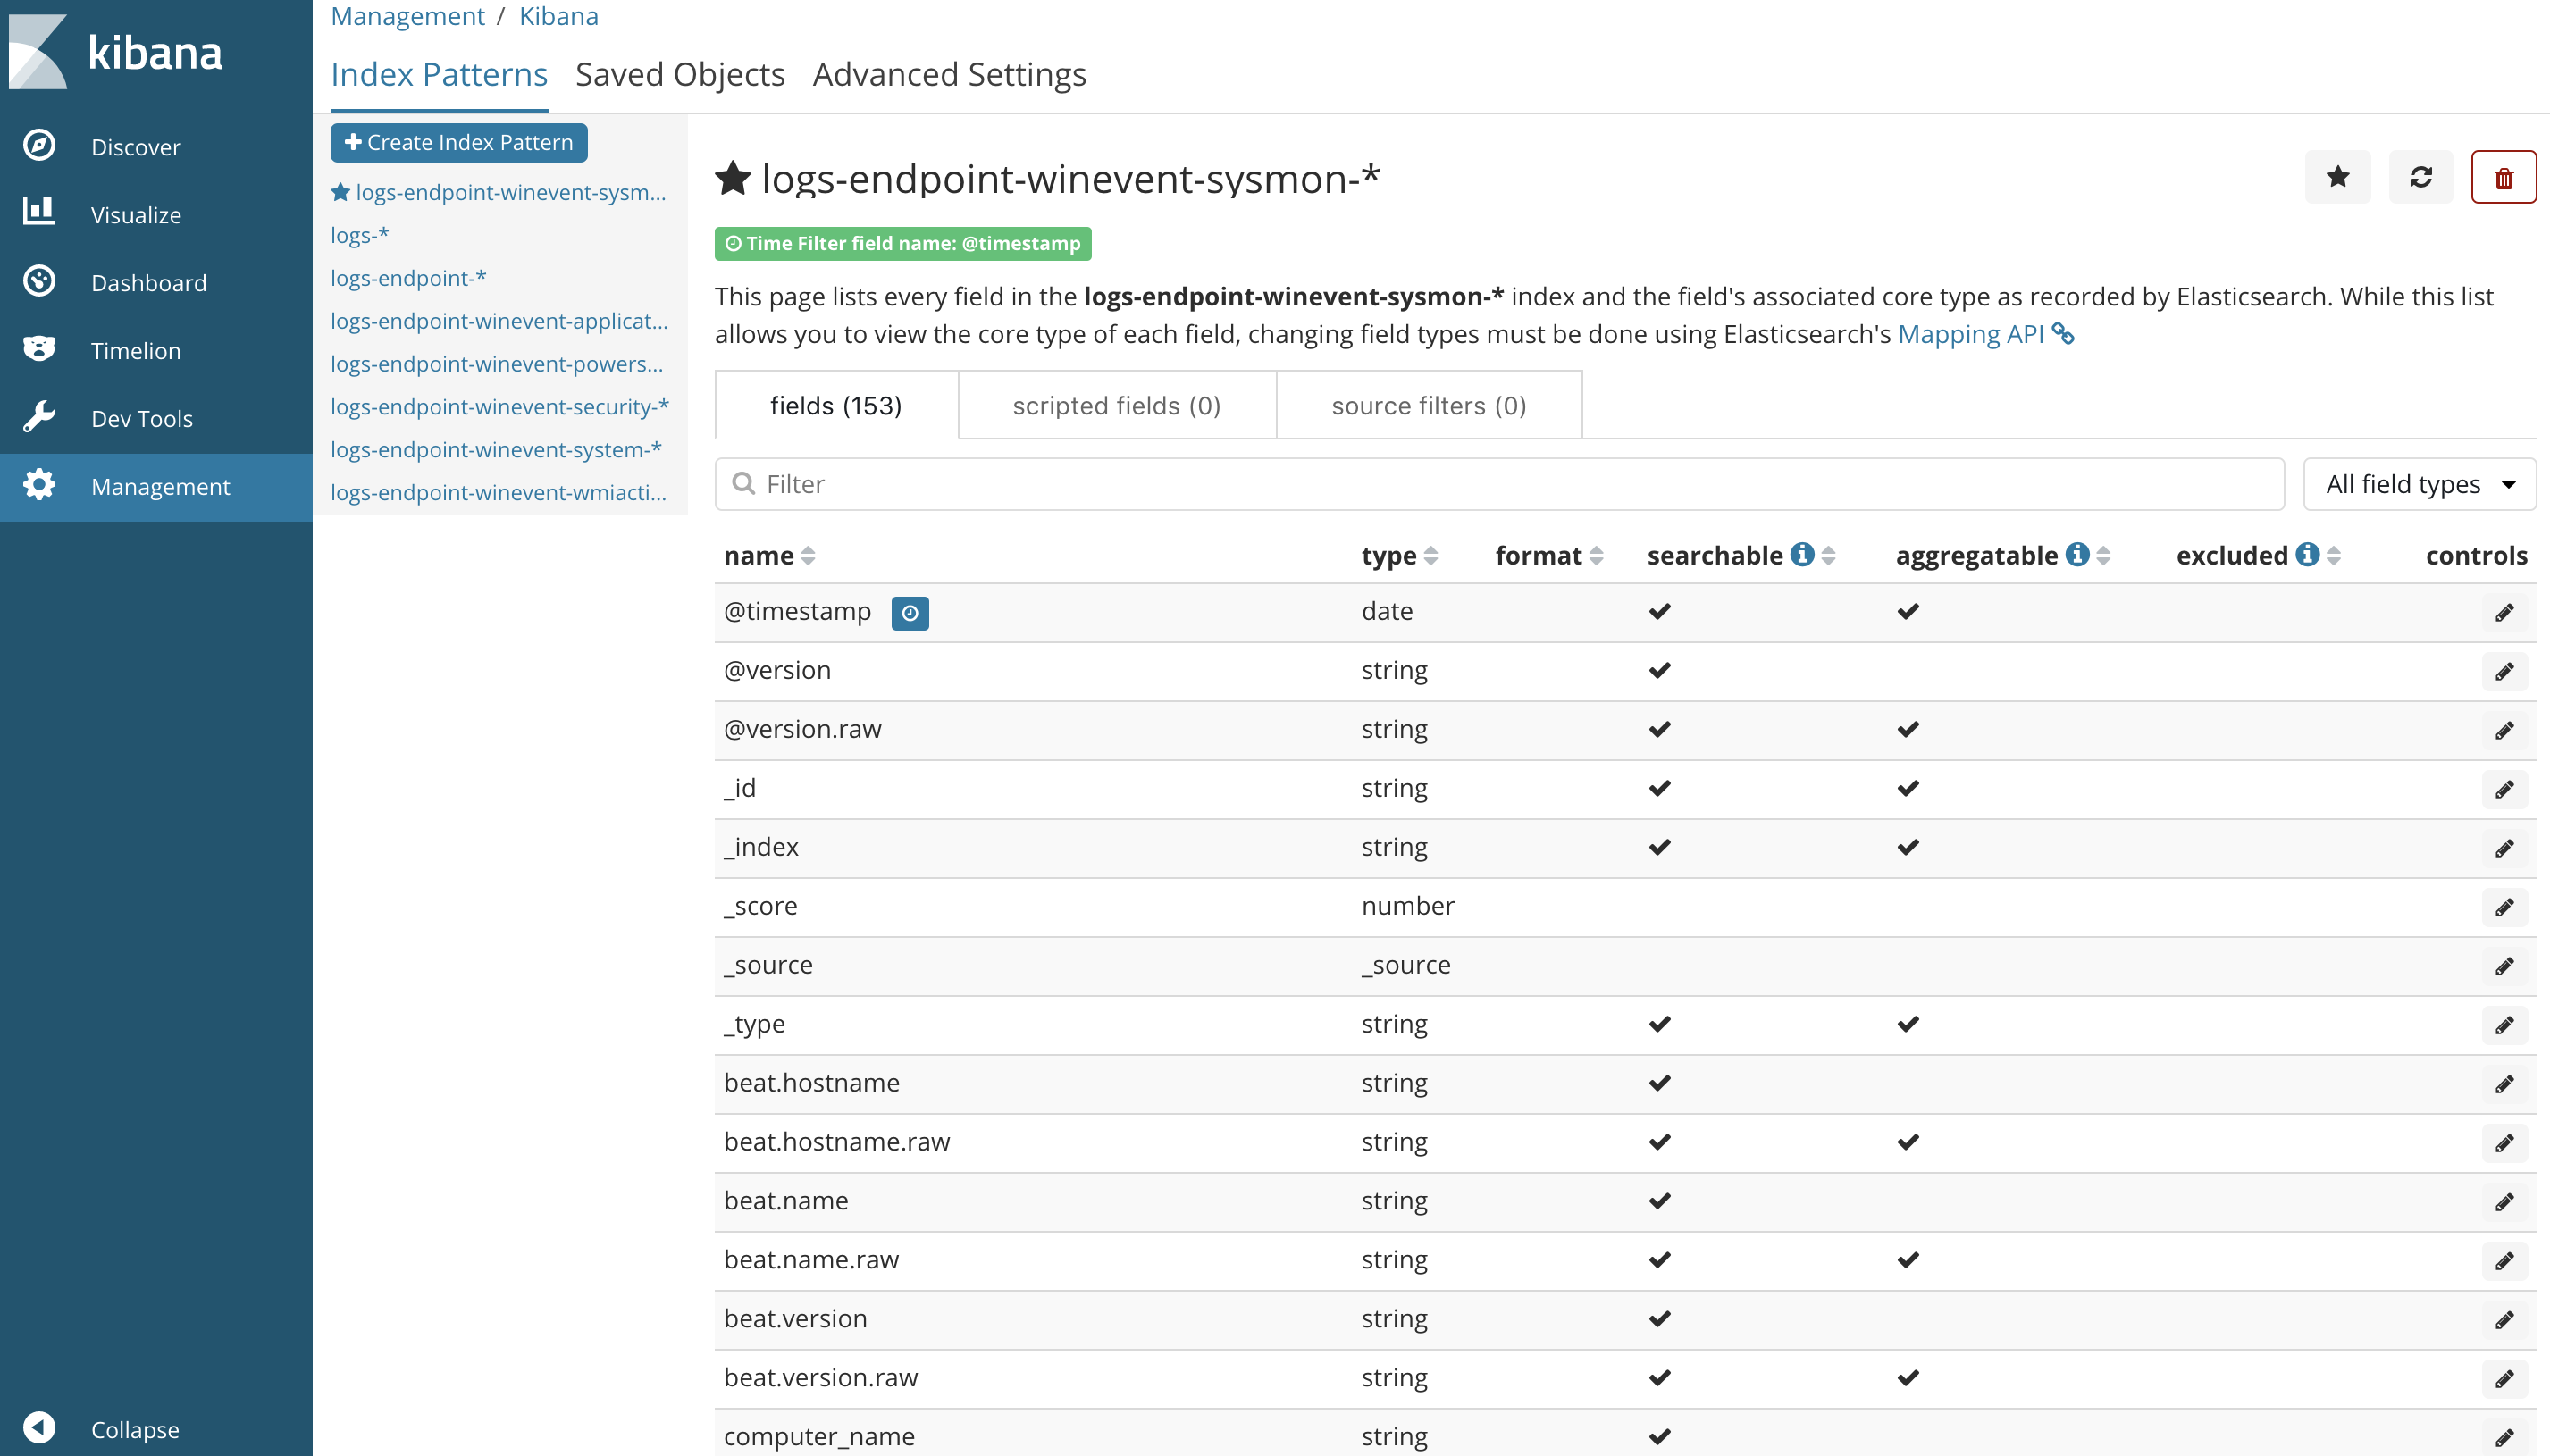 kibana
Discover
Visualize
Dashboard
Timelion
Dev Tools
Management
Collapse
Management / Kibana
Index Patterns Saved Objects Advanced Settings
Create Index Pattern
logs-endpoint-winevent-sysm...
logs-*
logs-endpoint-*
logs-endpoint-winevent-applicat...
logs-endpoint-winevent-powers...
logs-endpoint-winevent-security-*
logs-endpoint-winevent-system-*
logs-endpoint-winevent-wmiacti...
logs-endpoint-winevent-sysmon-*
Time Filter field name: @timestamp
This page lists every field in the logs-endpoint-winevent-sysmon-* index and the field's associated core type as recorded by Elasticsearch. While this list
allows you to view the core type of each field, changing field types must be done using Elasticsearch's Mapping API
fields (153) scripted fields (0) source filters (0)
Filter All field types
name type format searchable aggregatable excluded controls
@timestamp date
@version string
@version.raw string
_id string
_index string
_score number
_source _source
_type string
beat.hostname string
beat.hostname.raw string
beat.name string
beat.name.raw string
beat.version string
beat.version.raw string
computer_name string